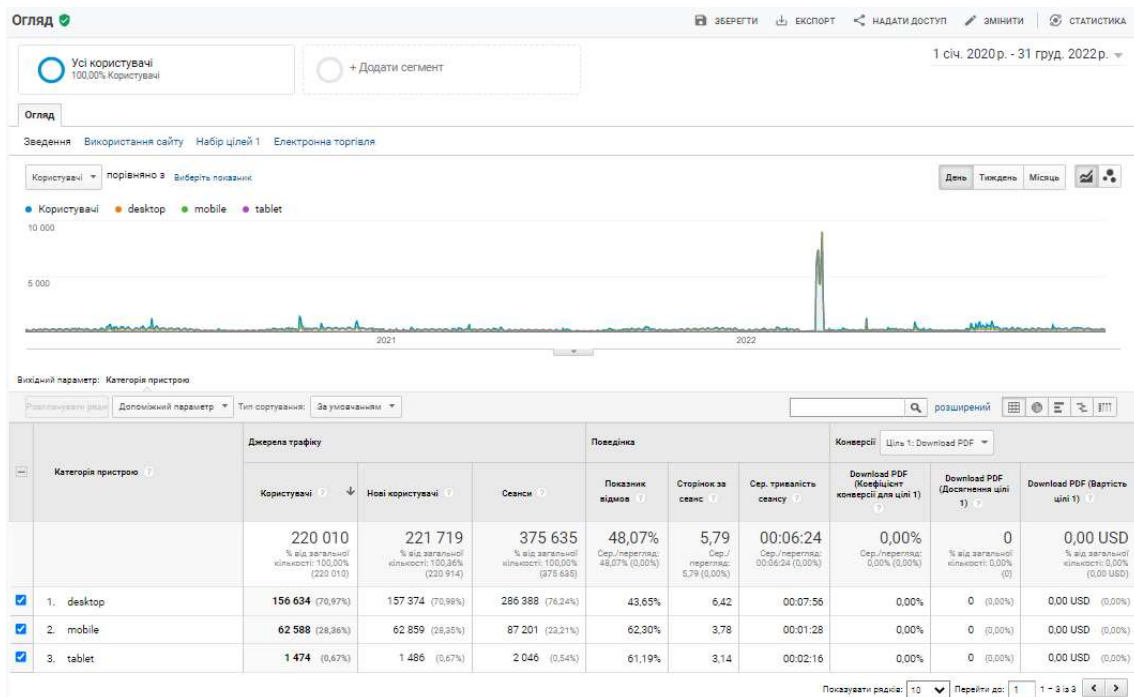 Огляд
ЗБЕРЕГТИ ЕКСПОРТ НАДАТИ ДОСТУП ЗМІНИТИ СТАТИСТИКА
Усі користувачі
100,00% Користувачі
+ Додати сегмент
1 січ. 2020 р. - 31 груд. 2022 р.
Огляд
Зведення Використання сайту Набір цілей 1 Електронна торгівля
Користувачі порівняно з Виберіть показник
День Тиждень Місяць
Користувачі desktop mobile tablet
10 000
5 000
2021 2022
Вихідний параметр: Категорія пристрою
Допоміжний параметр Тип сортування: За умовчанням
розширений
Категорія пристрою
Джерела трафіку Поведінка Конверсії Ціль 1: Download PDF
Користувачі Нові користувачі Сеанси Показник відмов Сторінок за сеанс Сер. тривалість сеансу Download PDF (Коефіцієнт конверсії для цілі 1) Download PDF (Досягнення цілі 1) Download PDF (Вартість цілі 1)
220 010 221 719 375 635 48,07% 5,79 00:06:24 0,00% 0 0,00 USD
% від загальної кількості: 100,00% (220 010) % від загальної кількості: 100,36% (220 914) % від загальної кількості: 100,00% (375 635) Сер./перегляд: 48,07% (0,00%) Сер./перегляд: 5,79 (0,00%) Сер./перегляд: 00:06:24 (0,00%) Сер./перегляд: 0,00% (0,00%) % від загальної кількості: 0,00% (0) % від загальної кількості: 0,00% (0,00 USD)
1. desktop 156 634 (70,97%) 157 374 (70,98%) 286 388 (76,24%) 43,65% 6,42 00:07:56 0,00% 0 (0,00%) 0,00 USD (0,00%)
2. mobile 62 588 (28,36%) 62 859 (28,35%) 87 201 (23,21%) 62,30% 3,78 00:01:28 0,00% 0 (0,00%) 0,00 USD (0,00%)
3. tablet 1 474 (0,67%) 1 486 (0,67%) 2 046 (0,54%) 61,19% 3,14 00:02:16 0,00% 0 (0,00%) 0,00 USD (0,00%)
Показувати рядків: 10 Перейти до: 1 1 – 3 із 3